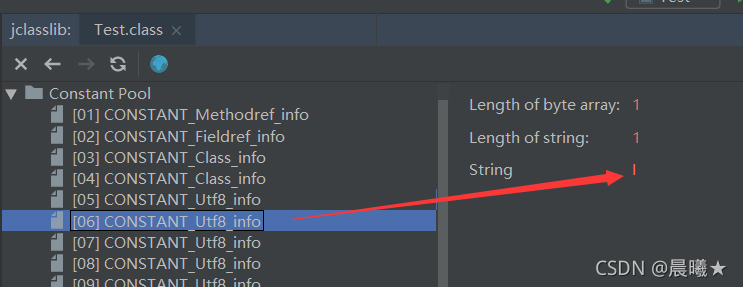 jclasslib: Test.class
Constant Pool
[01] CONSTANT_Methodref_info
[02] CONSTANT_Fieldref_info
[03] CONSTANT_Class_info
[04] CONSTANT_Class_info
[05] CONSTANT_Utf8_info
[06] CONSTANT_Utf8_info
[07] CONSTANT_Utf8_info
[08] CONSTANT_Utf8_info
[09] CONSTANT_Utf8_info
Length of byte array: 1
Length of string: 1
String I
CSDN @晨曦★